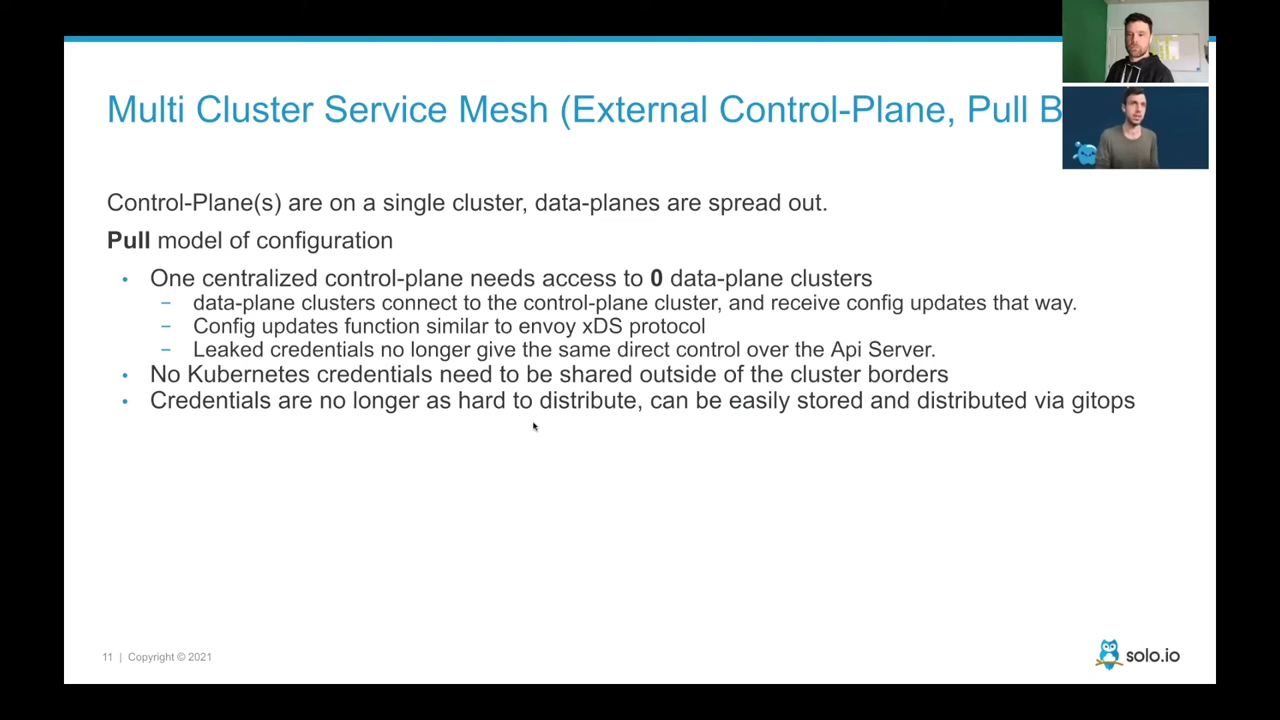 Multi Cluster Service Mesh (External Control-Plane, Pull B
Control-Plane(s) are on a single cluster, data-planes are spread out.
Pull model of configuration
• One centralized control-plane needs access to 0 data-plane clusters
– data-plane clusters connect to the control-plane cluster, and receive config updates that way.
– Config updates function similar to envoy xDS protocol
– Leaked credentials no longer give the same direct control over the Api Server.
• No Kubernetes credentials need to be shared outside of the cluster borders
• Credentials are no longer as hard to distribute, can be easily stored and distributed via gitops
11 | Copyright © 2021
solo.io